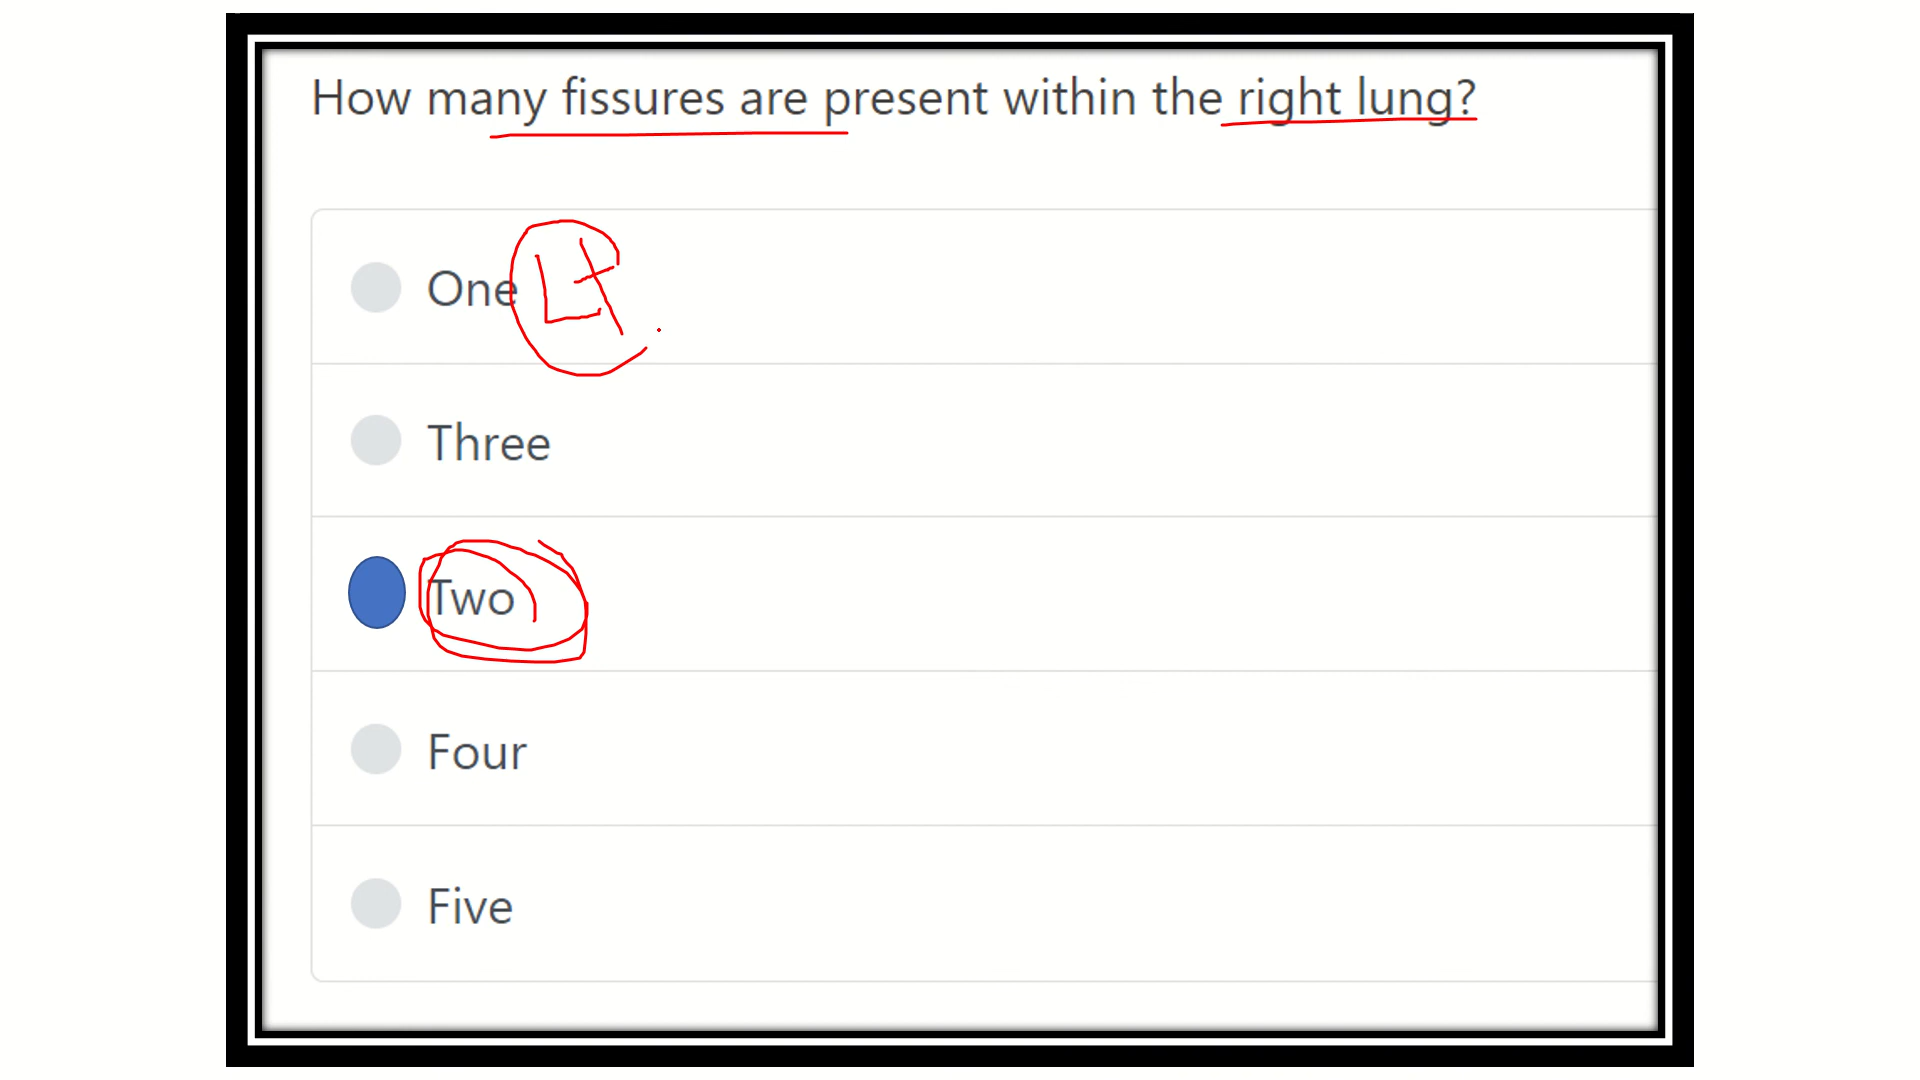 How many fissures are present within the right lung?
One Lt
Three
Two
Four
Five